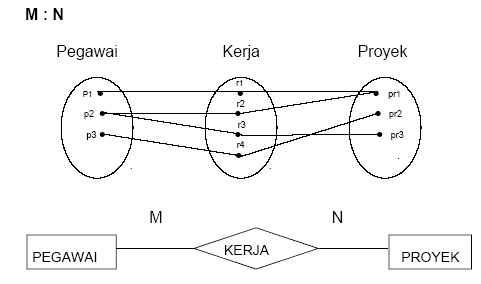 M : N
Pegawai Kerja Proyek
r1
P1 pr1
r2
p2 pr2
r3
p3 pr3
r4
M N
PEGAWAI KERJA PROYEK